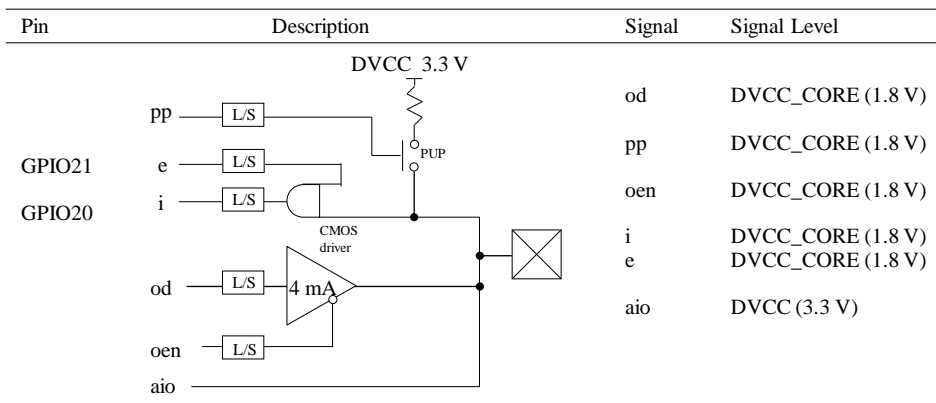 Pin Description Signal Signal Level
DVCC 3.3 V
od DVCC_CORE (1.8 V)
pp L/S
pp DVCC_CORE (1.8 V)
PUP
GPIO21 e L/S
oen DVCC_CORE (1.8 V)
i L/S
GPIO20
CMOS
driver
i DVCC_CORE (1.8 V)
e DVCC_CORE (1.8 V)
od L/S 4 mA
aio DVCC (3.3 V)
oen L/S
aio